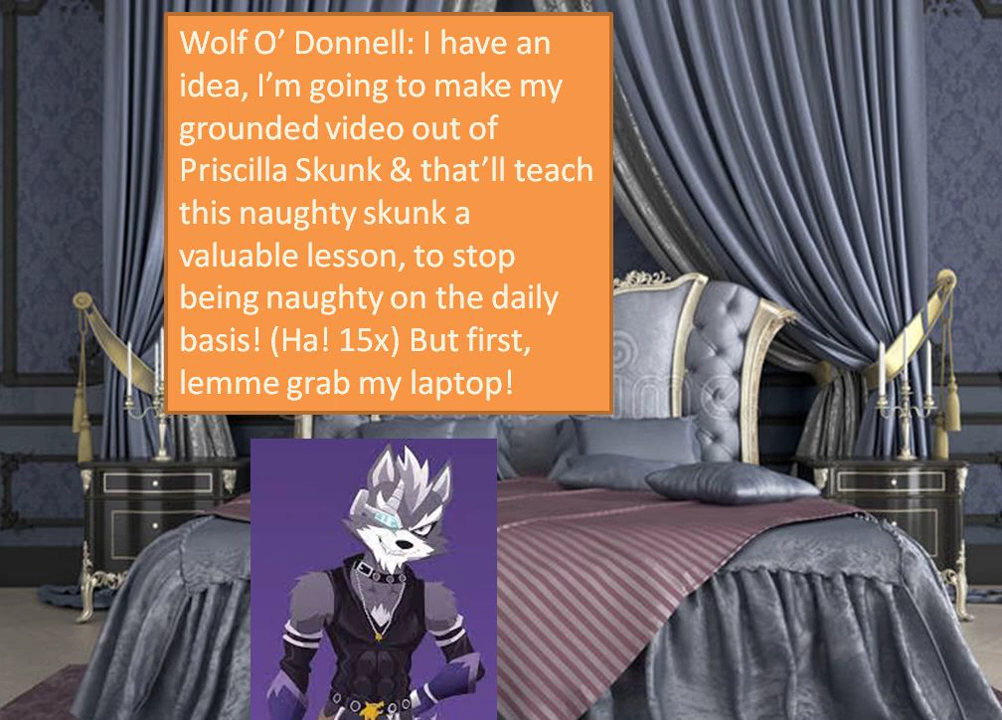 Wolf O’ Donnell: I have an
idea, I’m going to make my
grounded video out of
Priscilla Skunk & that’ll teach
this naughty skunk a
valuable lesson, to stop
being naughty on the daily
basis! (Ha! 15x) But first,
lemme grab my laptop!